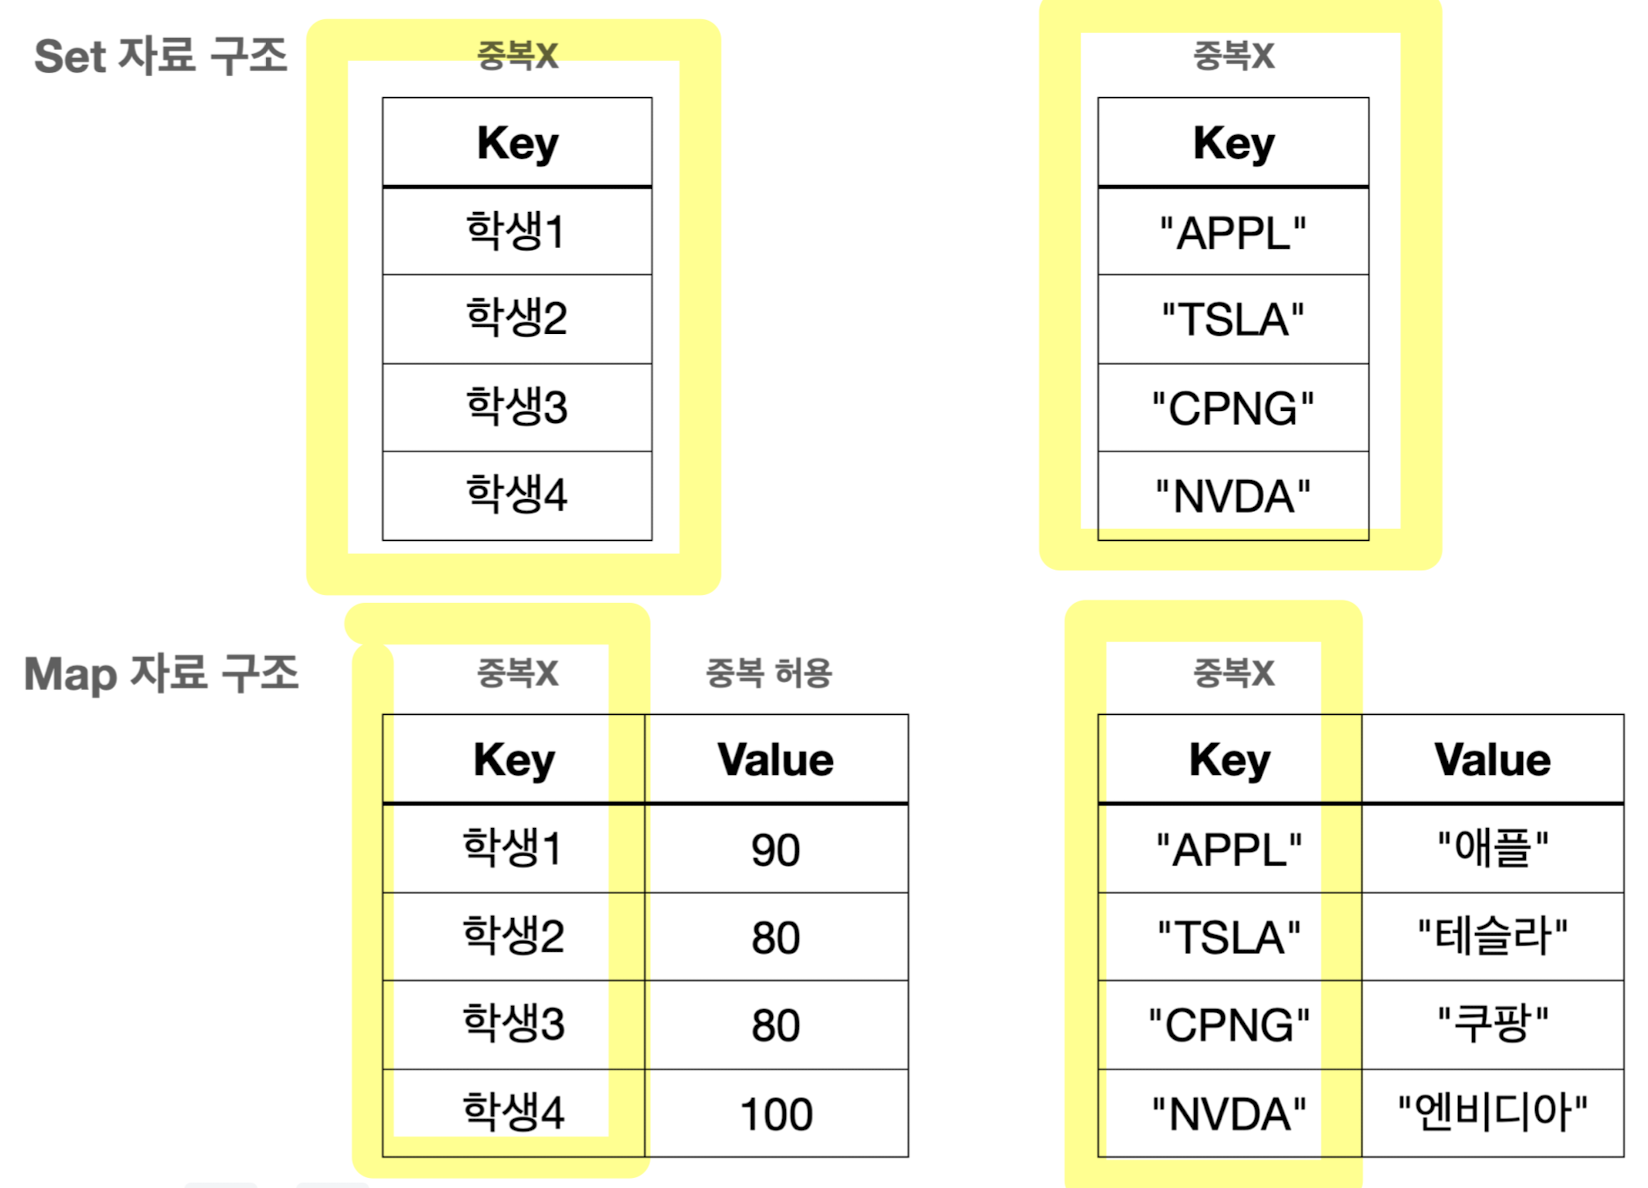 Set 자료 구조
중복X 중복X
Key Key
학생1 "APPL"
학생2 "TSLA"
학생3 "CPNG"
학생4 "NVDA"
Map 자료 구조
중복X 중복 허용 중복X
Key Value Key Value
학생1 90 "APPL" "애플"
학생2 80 "TSLA" "테슬라"
학생3 80 "CPNG" "쿠팡"
학생4 100 "NVDA" "엔비디아"